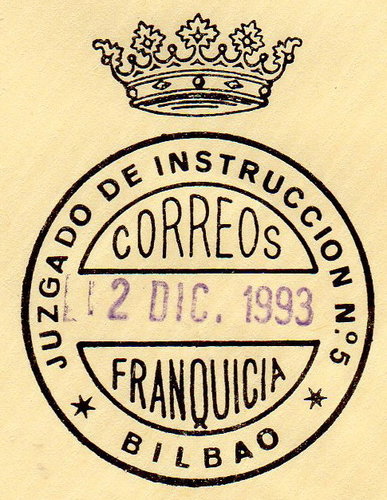 JUZGADO DE INSTRUCCION N.º 5
CORREOS
2 DIC. 1993
FRANQUICIA
BILBAO